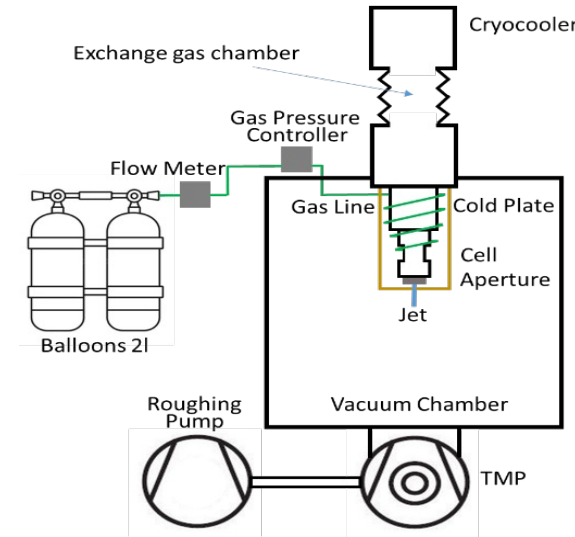 Cryocooler
Exchange gas chamber
Gas Pressure
Controller
Flow Meter
Gas Line
Cold Plate
Cell
Aperture
Jet
Balloons 2l
Roughing
Pump
Vacuum Chamber
TMP